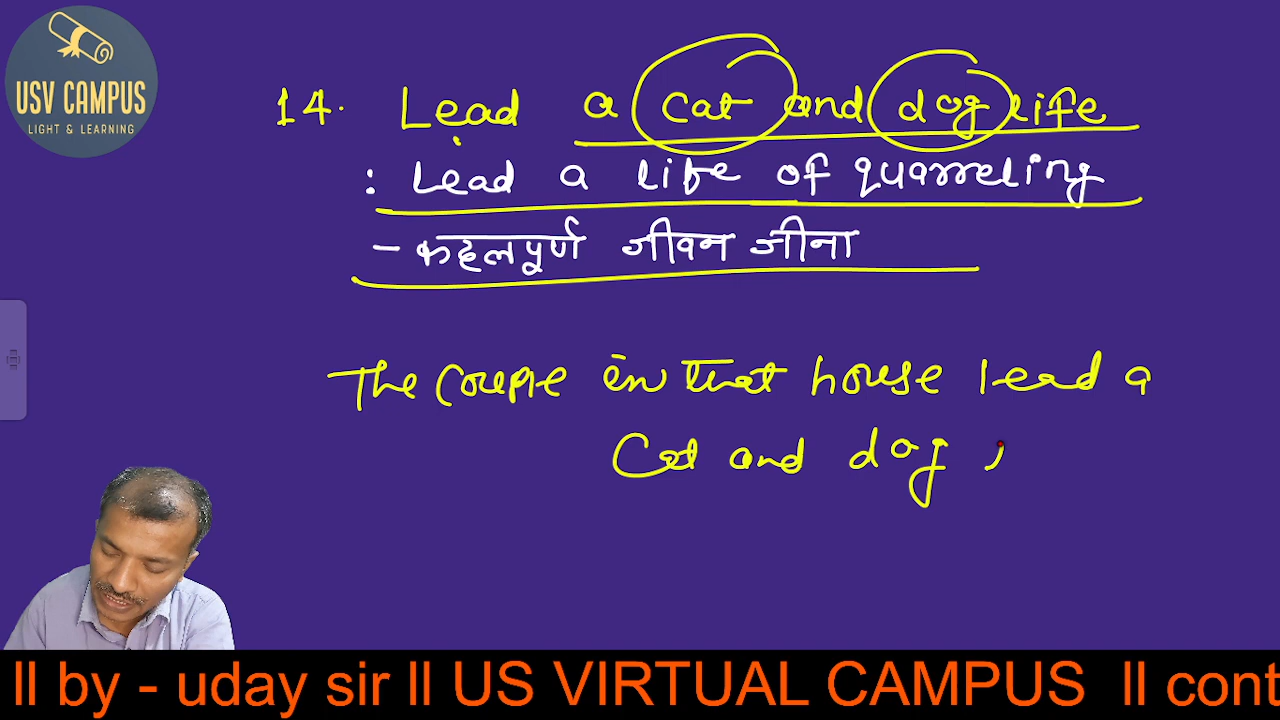 USV CAMPUS
LIGHT & LEARNING
14. Lead a cat and dog life
: Lead a life of quarreling
- कहलपूर्ण जीवन जीना
The couple in that house lead a
Cat and dog
ll by - uday sir ll US VIRTUAL CAMPUS ll cont